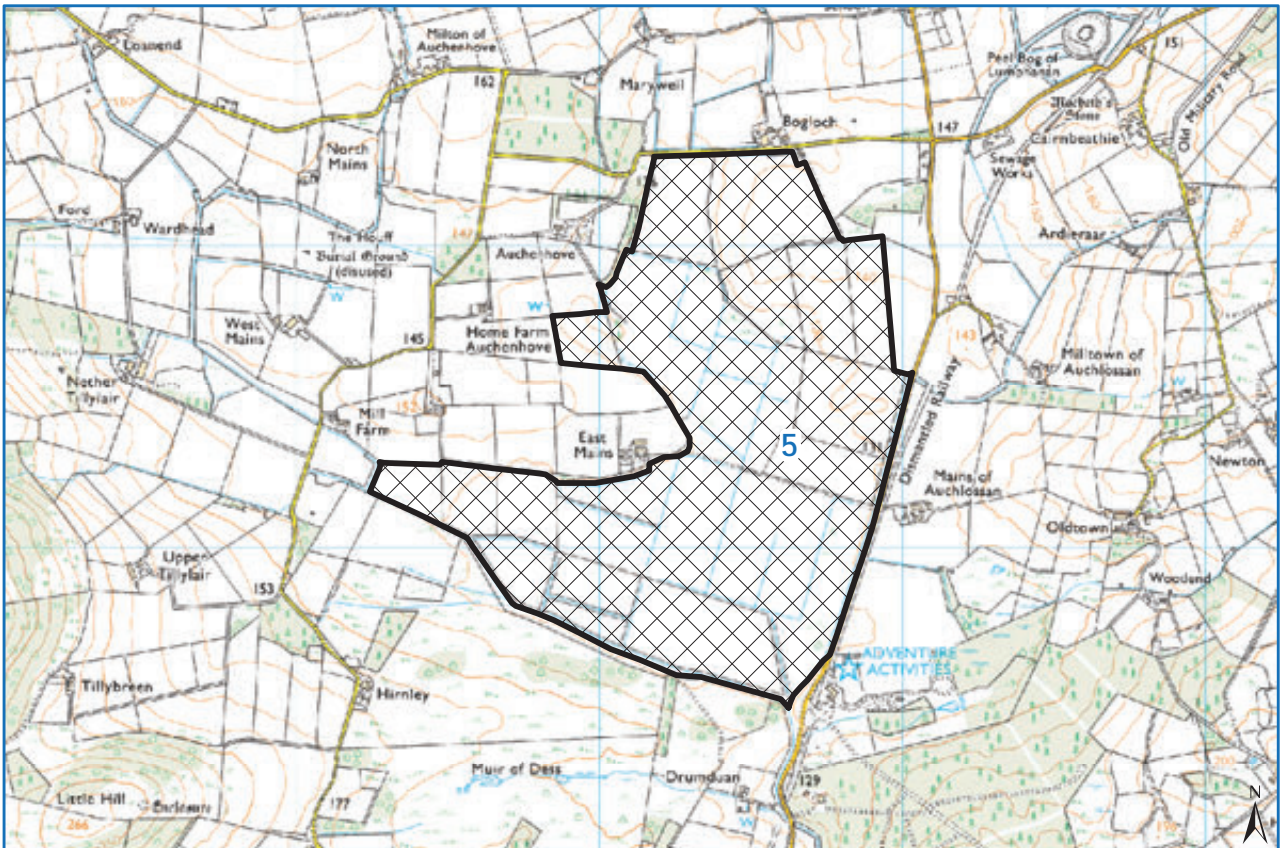 Milton of
Auchenhove
162
Marywell
Peel Bog of
Lumphanan
151
Old Military Road
Macbeth's
Stone
Cairnbeathie
Bogloch
147
Sewage
Works
North
Mains
Ford
Wardhead
The Houff
Burial Ground
(disused)
W
147
Auchenhove
W
Ardieraar
West
Mains
145
Home Farm
Auchenhove
143
Milltown of
Auchlossan
W
Nether
Tillylair
Mill
Farm
152
East
Mains
5
Dismantled Railway
Mains of
Auchlossan
Newton
Oldtown
Upper
Tillylair
153
Woodend
ADVENTURE
ACTIVITIES
Tillybreen
Hirnley
Muir of Dess
Drumduan
129
W
Little Hill
Enclosure
266
177
N